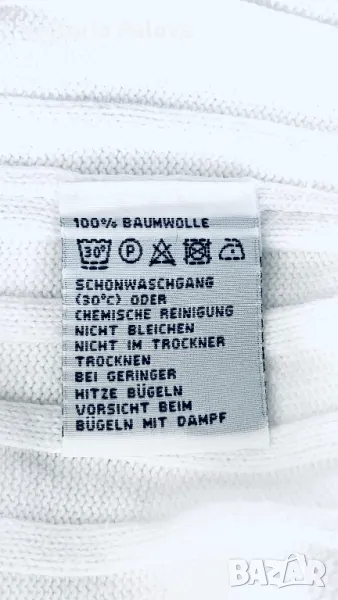 100% BAUMWOLLE
30° P
SCHONWASCHGANG
(30°C) ODER
CHEMISCHE REINIGUNG
NICHT BLEICHEN
NICHT IM TROCKNER
TROCKNEN
BEI GERINGER
HITZE BÜGELN
VORSICHT BEIM
BÜGELN MIT DAMPF
BAZAR